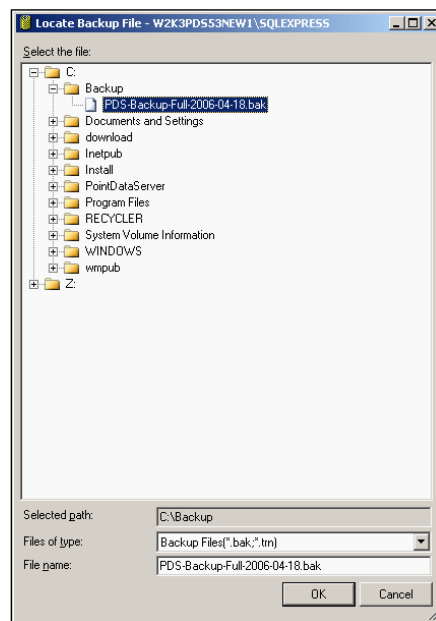 Locate Backup File - W2K3PDS53NEW1\SQLEXPRESS
Select the file:
C:
Backup
PDS-Backup-Full-2006-04-18.bak
Documents and Settings
download
Inetpub
Install
PointDataServer
Program Files
RECYCLER
System Volume Information
WINDOWS
wmpub
Z:
Selected path: C:\Backup
Files of type: Backup Files(*.bak;*.trn)
File name: PDS-Backup-Full-2006-04-18.bak
OK Cancel